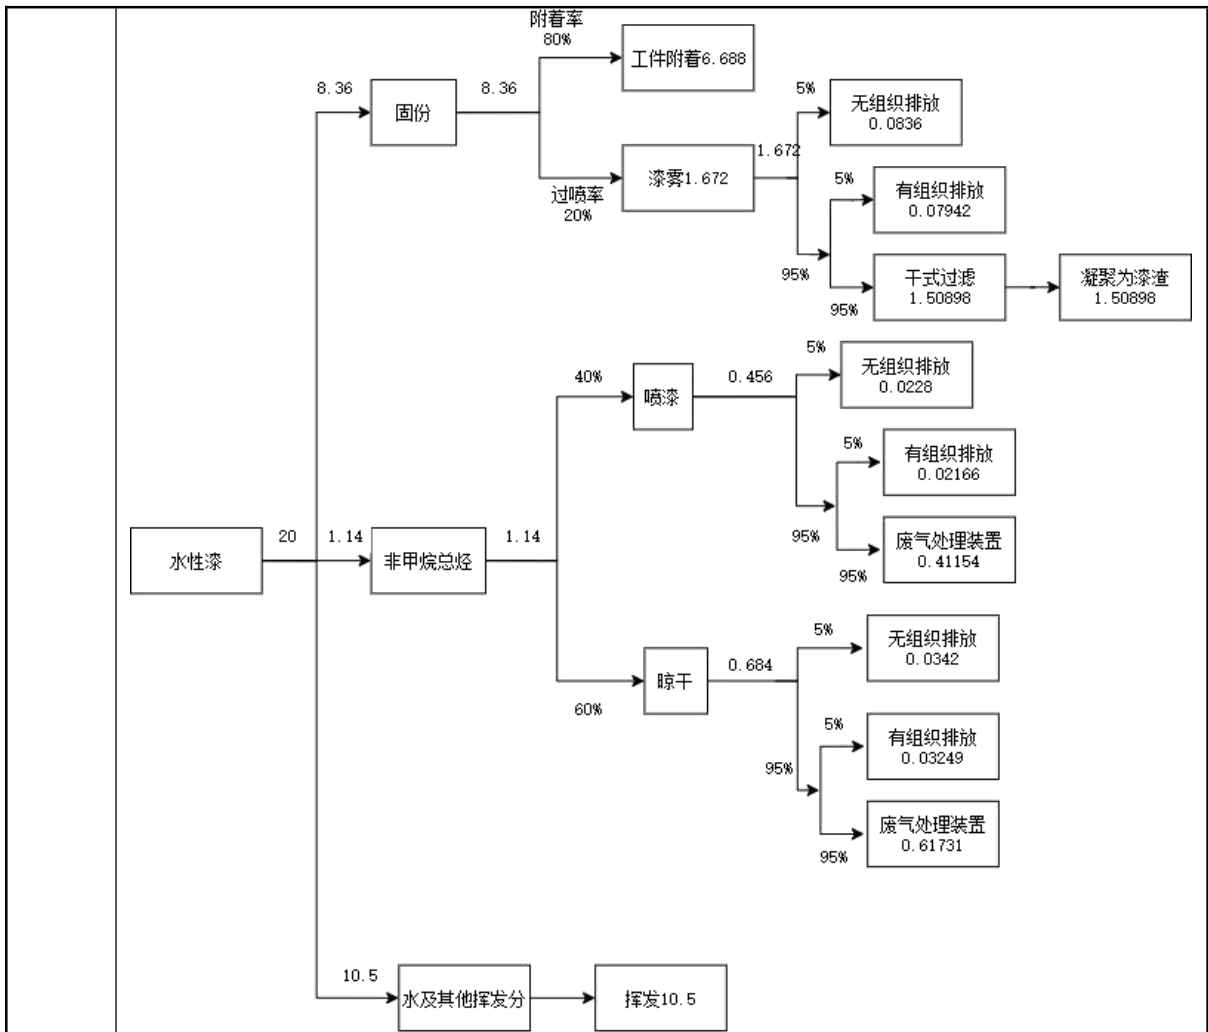 附着率
80%
工件附着6.688
8.36
固份
8.36
过喷率
20%
漆雾1.672
1.672
5%
无组织排放
0.0836
5%
有组织排放
0.07942
95%
95%
干式过滤
1.50898
凝聚为漆渣
1.50898
水性漆
20
1.14
非甲烷总烃
1.14
40%
喷漆
0.456
5%
无组织排放
0.0228
5%
有组织排放
0.02166
95%
95%
废气处理装置
0.41154
60%
晾干
0.684
5%
无组织排放
0.0342
5%
有组织排放
0.03249
95%
95%
废气处理装置
0.61731
10.5
水及其他挥发分
挥发10.5